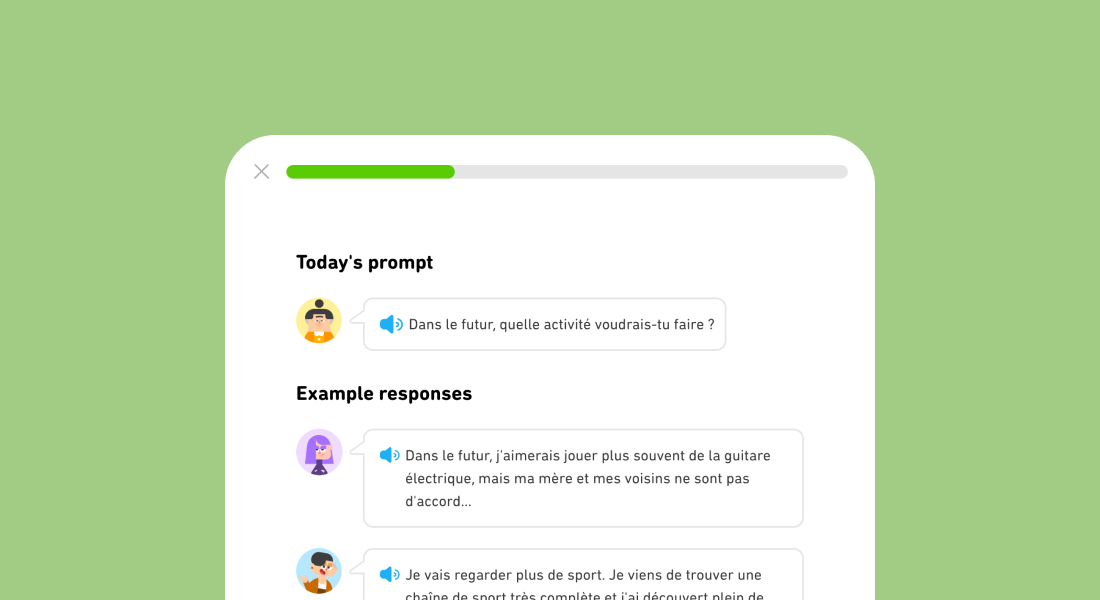 Today's prompt
Dans le futur, quelle activité voudrais-tu faire ?
Example responses
Dans le futur, j'aimerais jouer plus souvent de la guitare
électrique, mais ma mère et mes voisins ne sont pas
d'accord...
Je vais regarder plus de sport. Je viens de trouver une
chaîne de sport très complète et j'ai découvert plein de